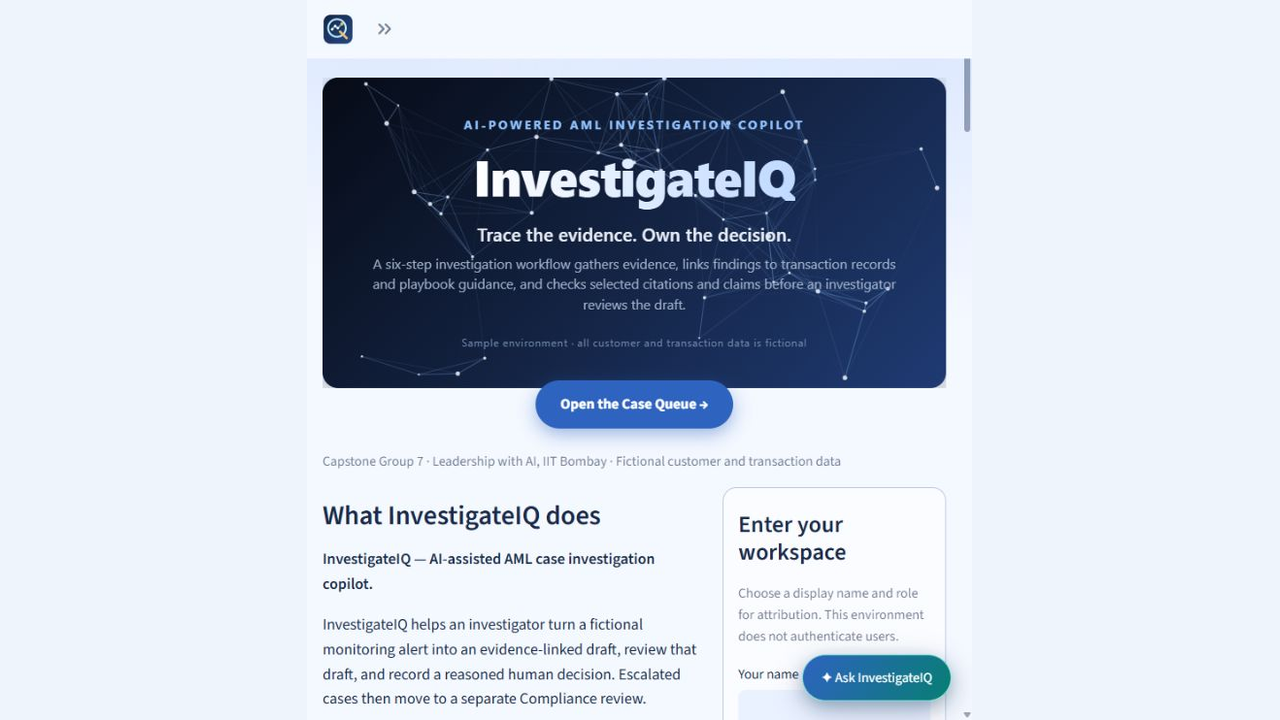 AI-POWERED AML INVESTIGATION COPILOT
InvestigateIQ
Trace the evidence. Own the decision.
A six-step investigation workflow gathers evidence, links findings to transaction records
and playbook guidance, and checks selected citations and claims before an investigator
reviews the draft.
Sample environment · all customer and transaction data is fictional
Open the Case Queue →
Capstone Group 7 · Leadership with AI, IIT Bombay · Fictional customer and transaction data
What InvestigateIQ does
InvestigateIQ — AI-assisted AML case investigation
copilot.
InvestigateIQ helps an investigator turn a fictional
monitoring alert into an evidence-linked draft, review that
draft, and record a reasoned human decision. Escalated
cases then move to a separate Compliance review.
Enter your
workspace
Choose a display name and role
for attribution. This environment
does not authenticate users.
Your name
✦ Ask InvestigateIQ